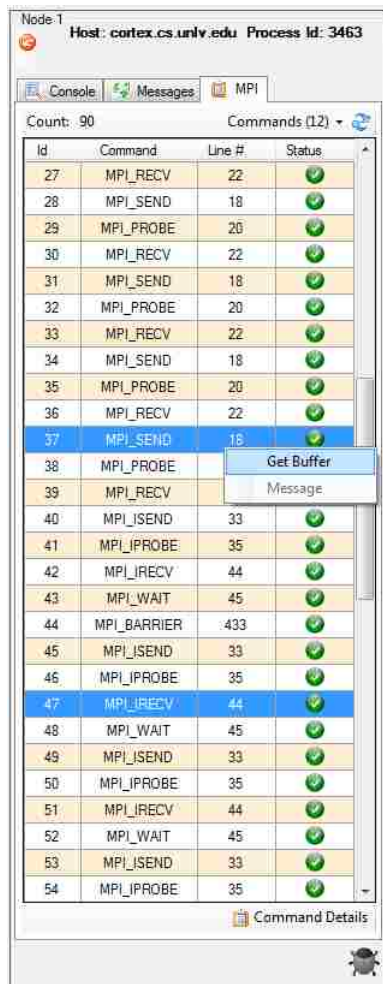 Node 1
Host: cortex.cs.unlv.edu Process Id: 3463
Console Messages MPI
Count: 90 Commands (12)
Id Command Line # Status
27 MPI_RECV 22
28 MPI_SEND 18
29 MPI_PROBE 20
30 MPI_RECV 22
31 MPI_SEND 18
32 MPI_PROBE 20
33 MPI_RECV 22
34 MPI_SEND 18
35 MPI_PROBE 20
36 MPI_RECV 22
37 MPI_SEND 18
38 MPI_PROBE Get Buffer
39 MPI_RECV Message
40 MPI_ISEND 33
41 MPI_IPROBE 35
42 MPI_IRECV 44
43 MPI_WAIT 45
44 MPI_BARRIER 433
45 MPI_ISEND 33
46 MPI_IPROBE 35
47 MPI_IRECV 44
48 MPI_WAIT 45
49 MPI_ISEND 33
50 MPI_IPROBE 35
51 MPI_IRECV 44
52 MPI_WAIT 45
53 MPI_ISEND 33
54 MPI_IPROBE 35
Command Details